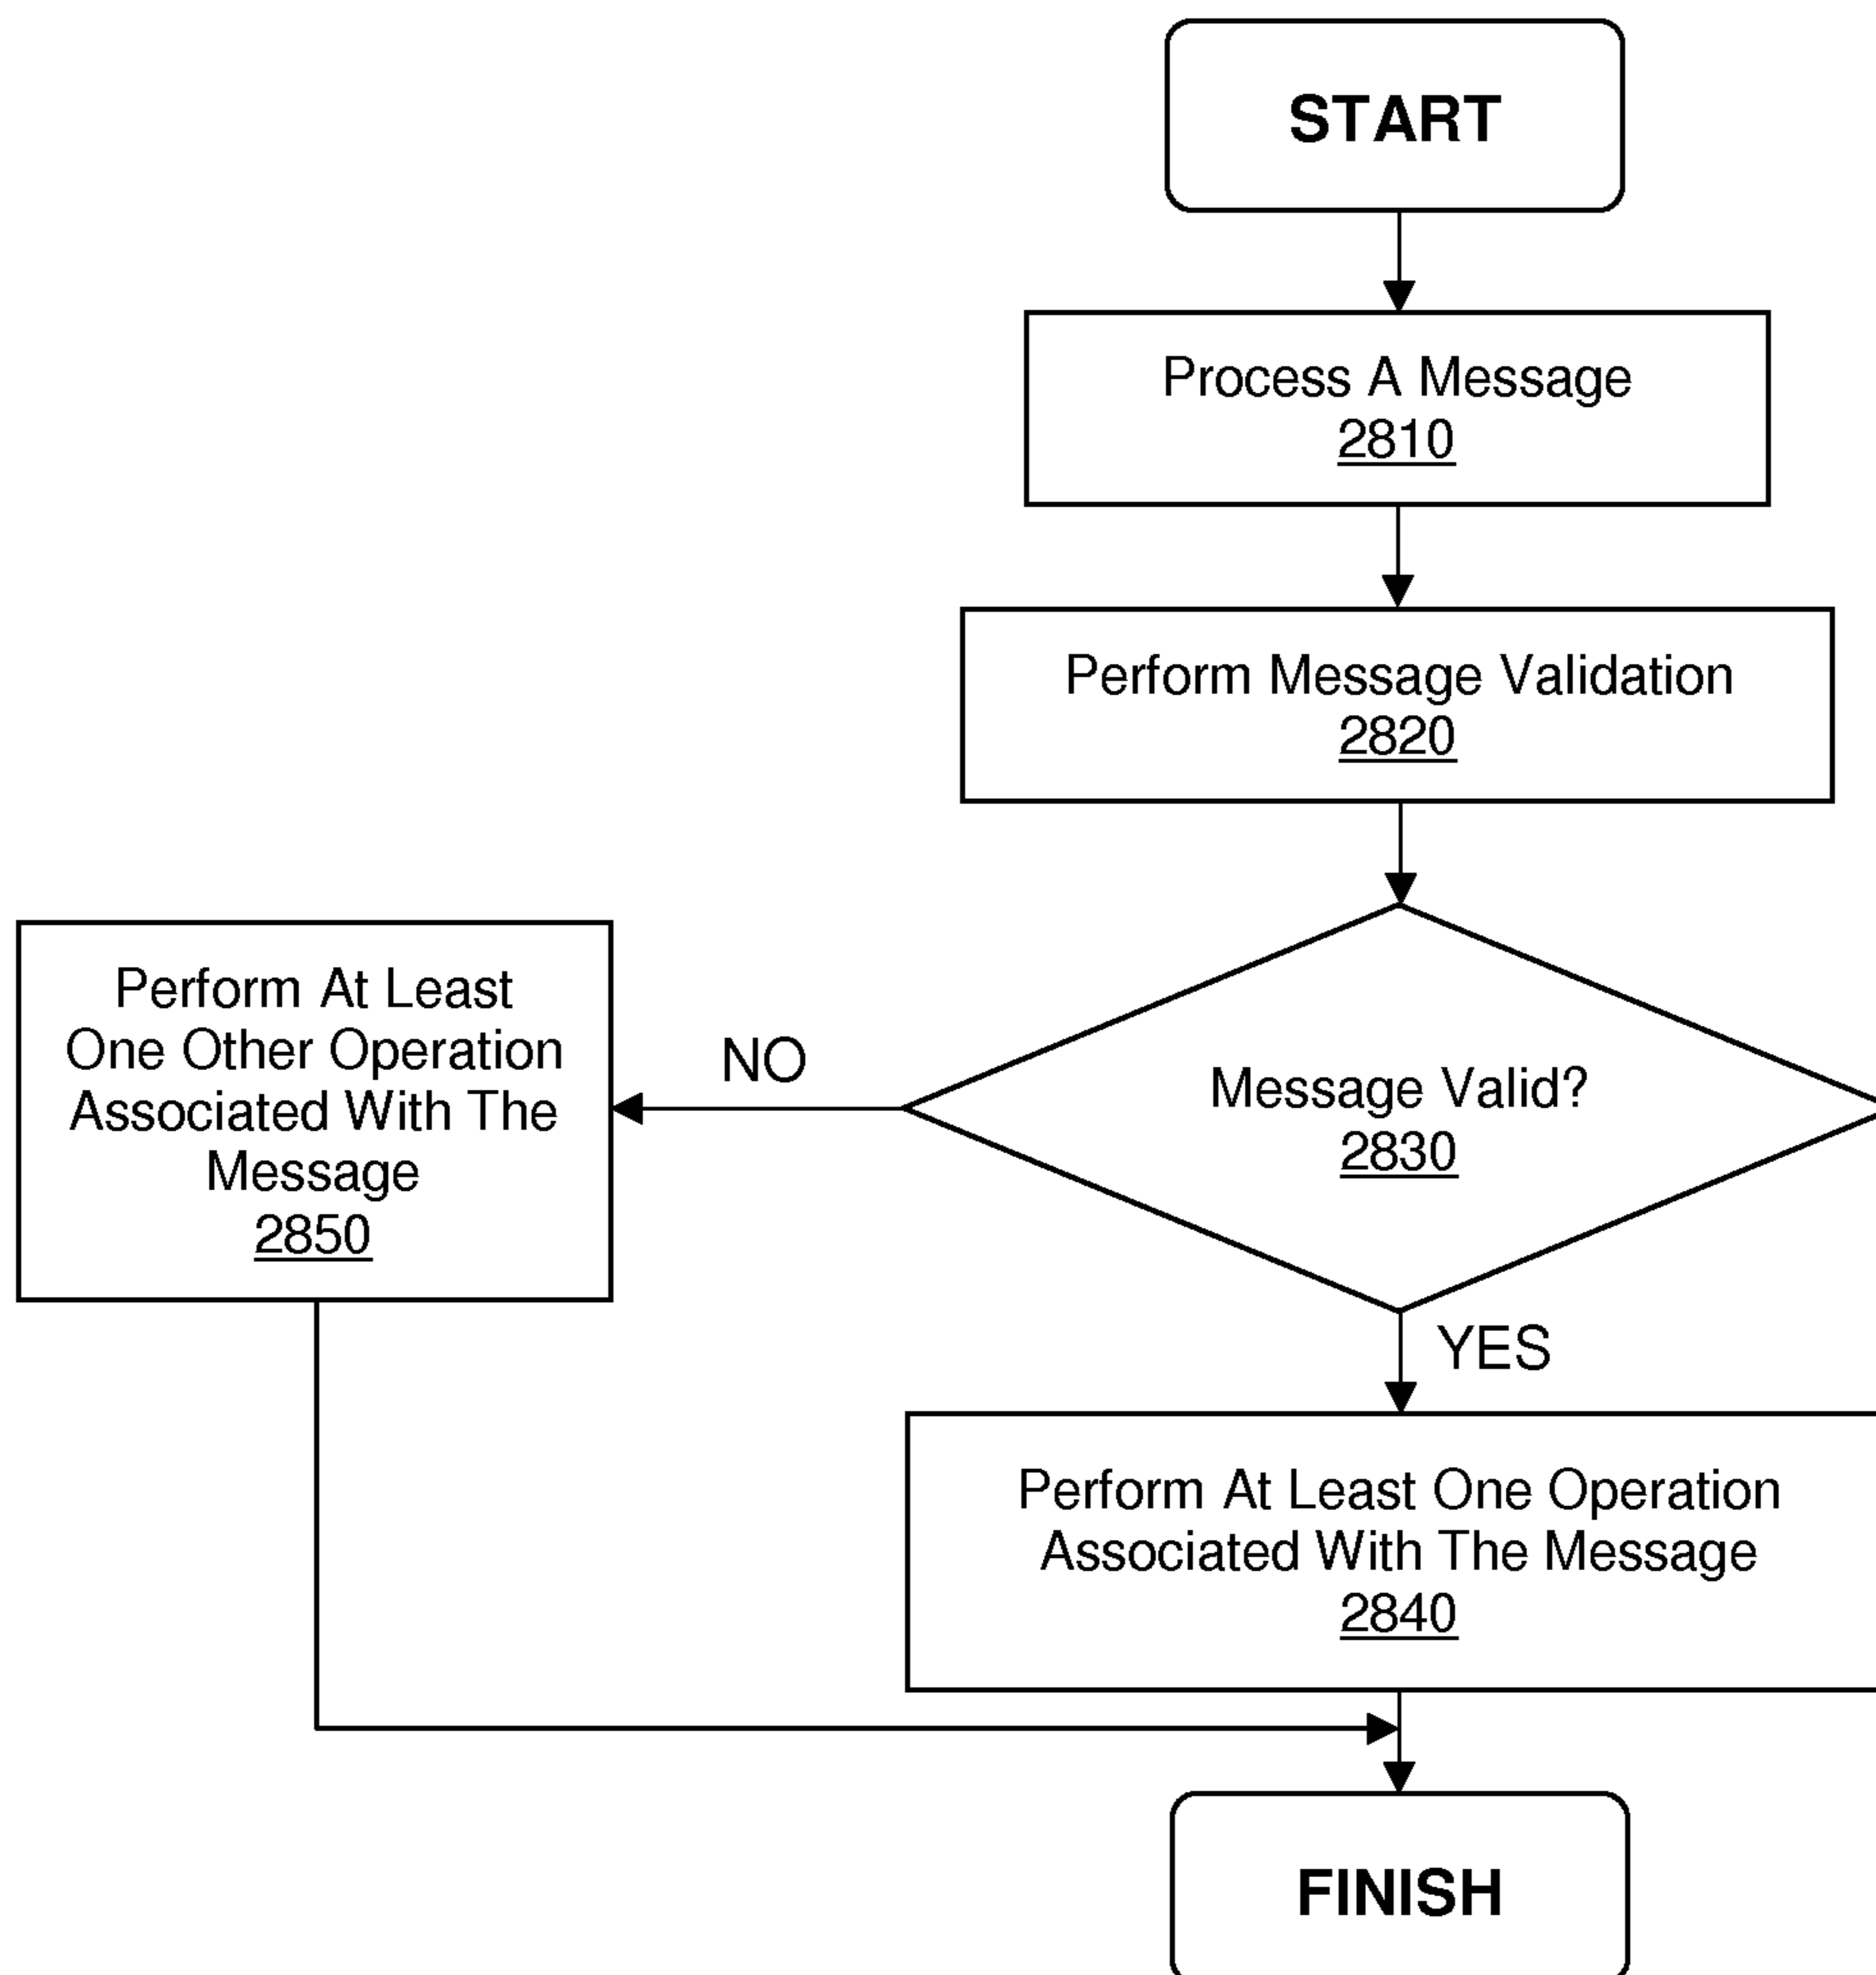 START
Process A Message
2810
Perform Message Validation
2820
Message Valid?
2830
NO
Perform At Least
One Other Operation
Associated With The
Message
2850
YES
Perform At Least One Operation
Associated With The Message
2840
FINISH